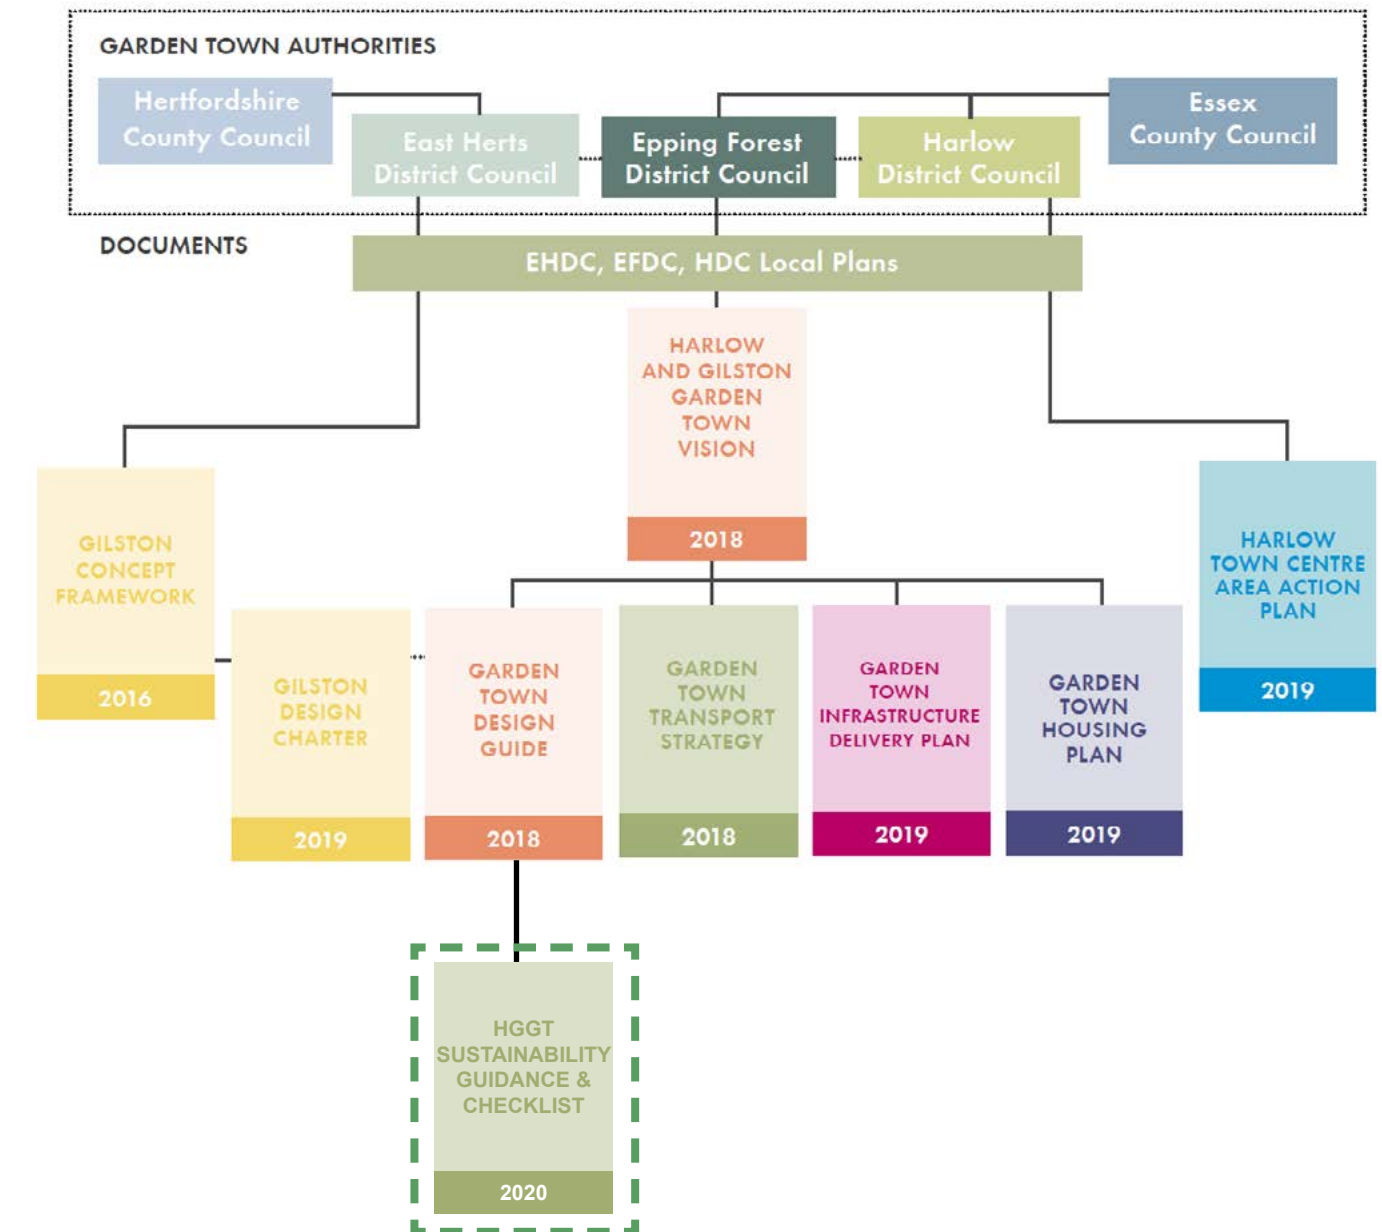 GARDEN TOWN AUTHORITIES
Hertfordshire
County Council
East Herts
District Council
Epping Forest
District Council
Harlow
District Council
Essex
County Council
DOCUMENTS
EHDC, EFDC, HDC Local Plans
HARLOW
AND GILSTON
GARDEN
TOWN
VISION
2018
GILSTON
CONCEPT
FRAMEWORK
2016
GILSTON
DESIGN
CHARTER
2019
GARDEN
TOWN
DESIGN
GUIDE
2018
GARDEN
TOWN
TRANSPORT
STRATEGY
2018
GARDEN
TOWN
INFRASTRUCTURE
DELIVERY PLAN
2019
GARDEN
TOWN
HOUSING
PLAN
2019
HARLOW
TOWN CENTRE
AREA ACTION
PLAN
2019
HGGT
SUSTAINABILITY
GUIDANCE &
CHECKLIST
2020